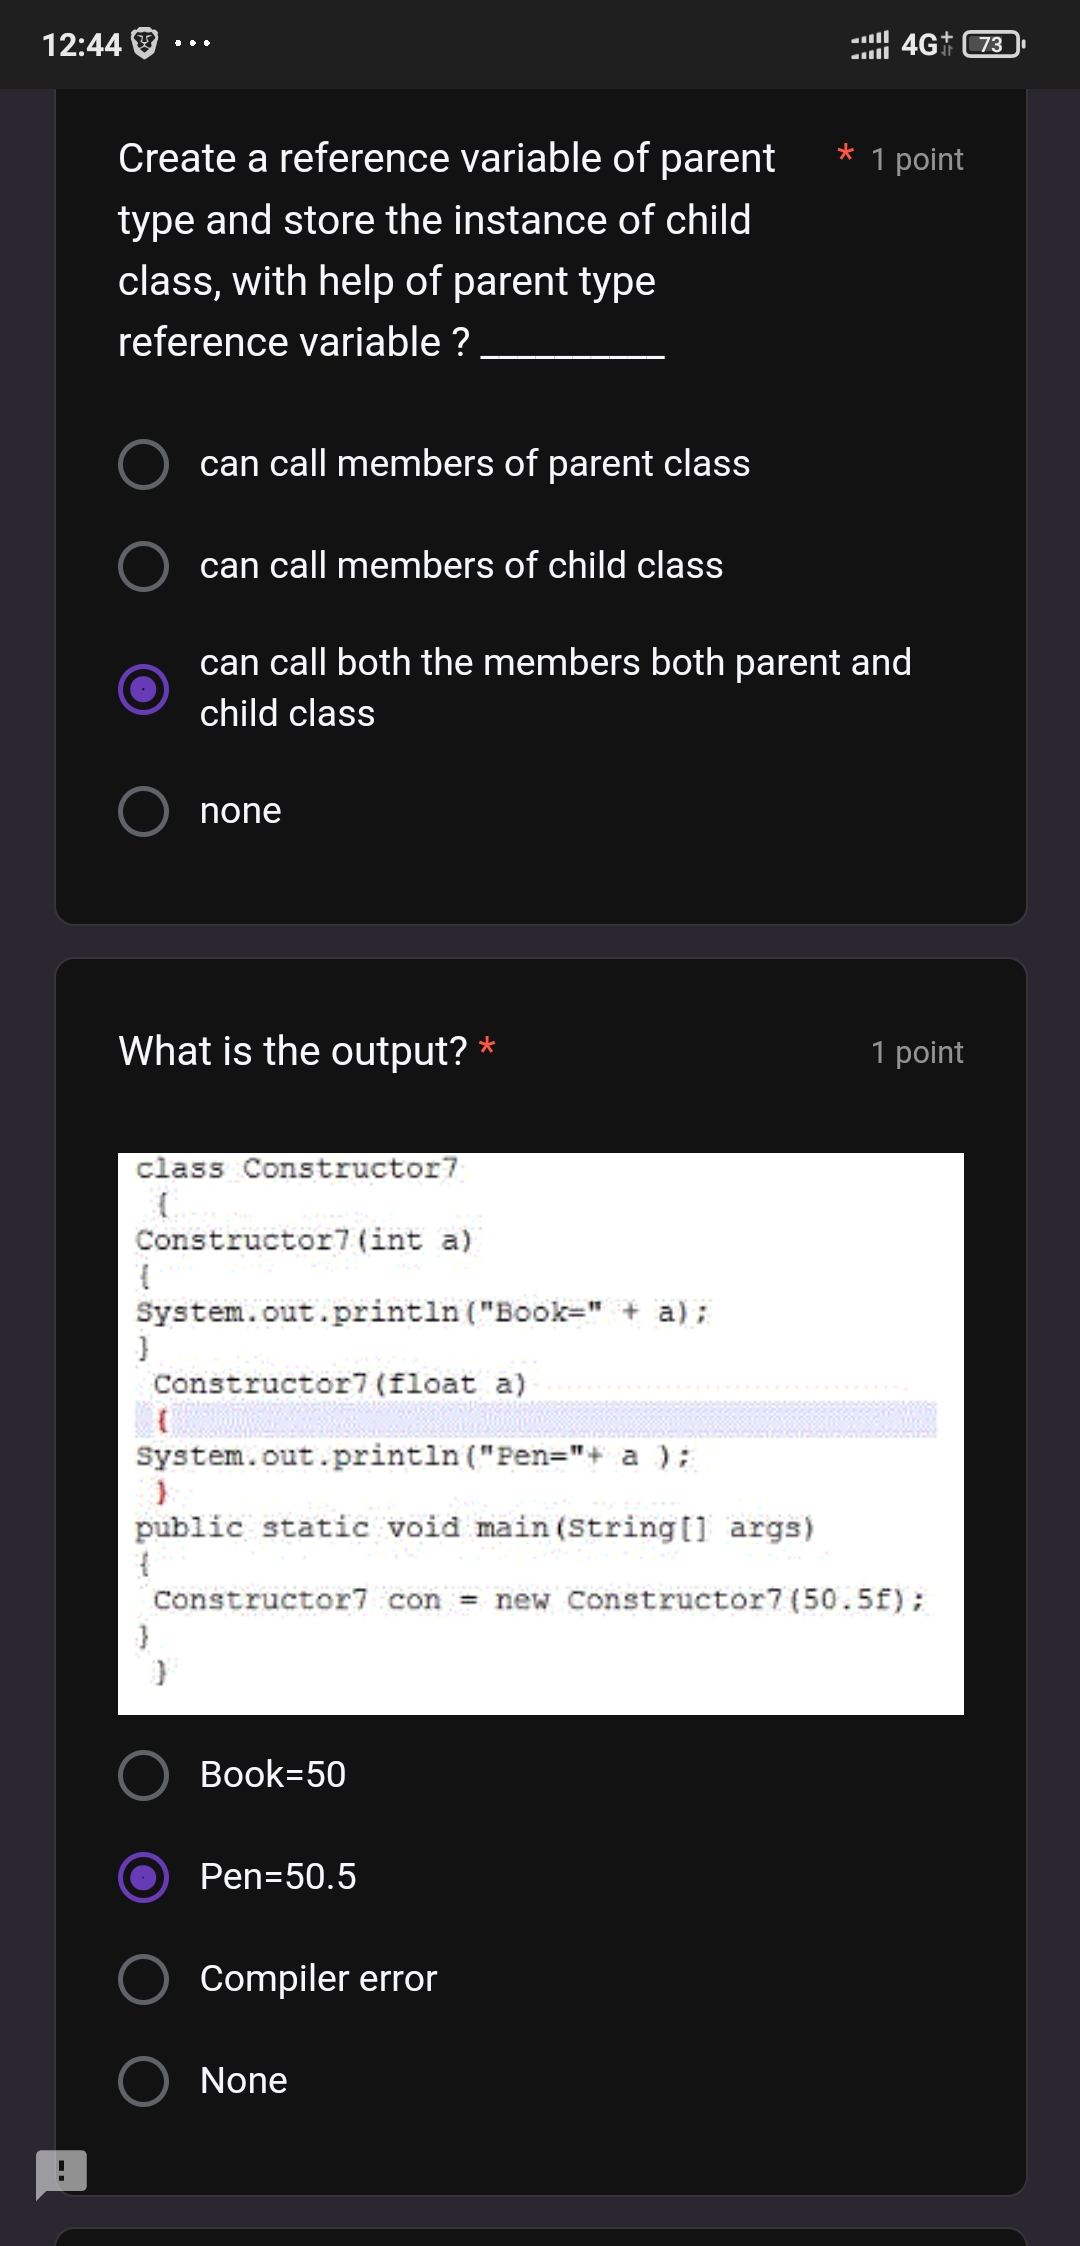 12:44
4G+ 73
Create a reference variable of parent * 1 point
type and store the instance of child
class, with help of parent type
reference variable ? __________
can call members of parent class
can call members of child class
can call both the members both parent and
child class
none
What is the output? * 1 point
class Constructor7
{
Constructor7(int a)
{
System.out.println("Book=" + a);
}
Constructor7(float a)
{
System.out.println("Pen="+ a );
}
public static void main(String[] args)
{
Constructor7 con = new Constructor7(50.5f);
}
}
Book=50
Pen=50.5
Compiler error
None